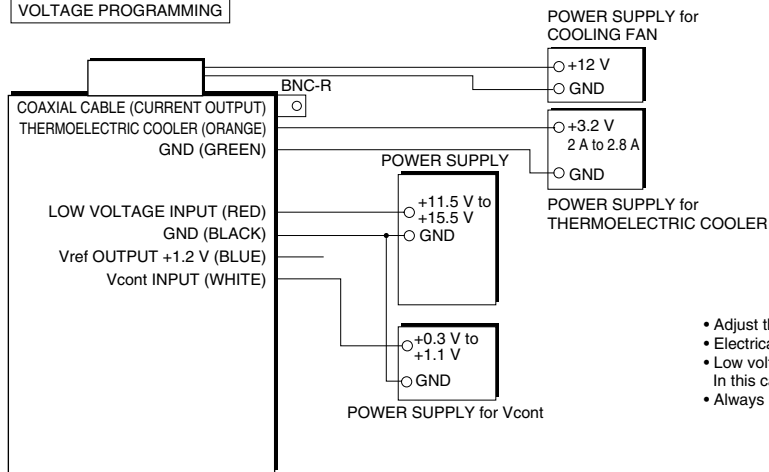 VOLTAGE PROGRAMMING
POWER SUPPLY for
COOLING FAN
+12 V
GND
BNC-R
COAXIAL CABLE (CURRENT OUTPUT)
THERMOELECTRIC COOLER (ORANGE)
GND (GREEN)
+3.2 V
2 A to 2.8 A
GND
POWER SUPPLY for
THERMOELECTRIC COOLER
POWER SUPPLY
LOW VOLTAGE INPUT (RED)
GND (BLACK)
Vref OUTPUT +1.2 V (BLUE)
Vcont INPUT (WHITE)
+11.5 V to
+15.5 V
GND
+0.3 V to
+1.1 V
GND
POWER SUPPLY for Vcont
• Adjust
• Electrica
• Low vol
In this ca
• Always